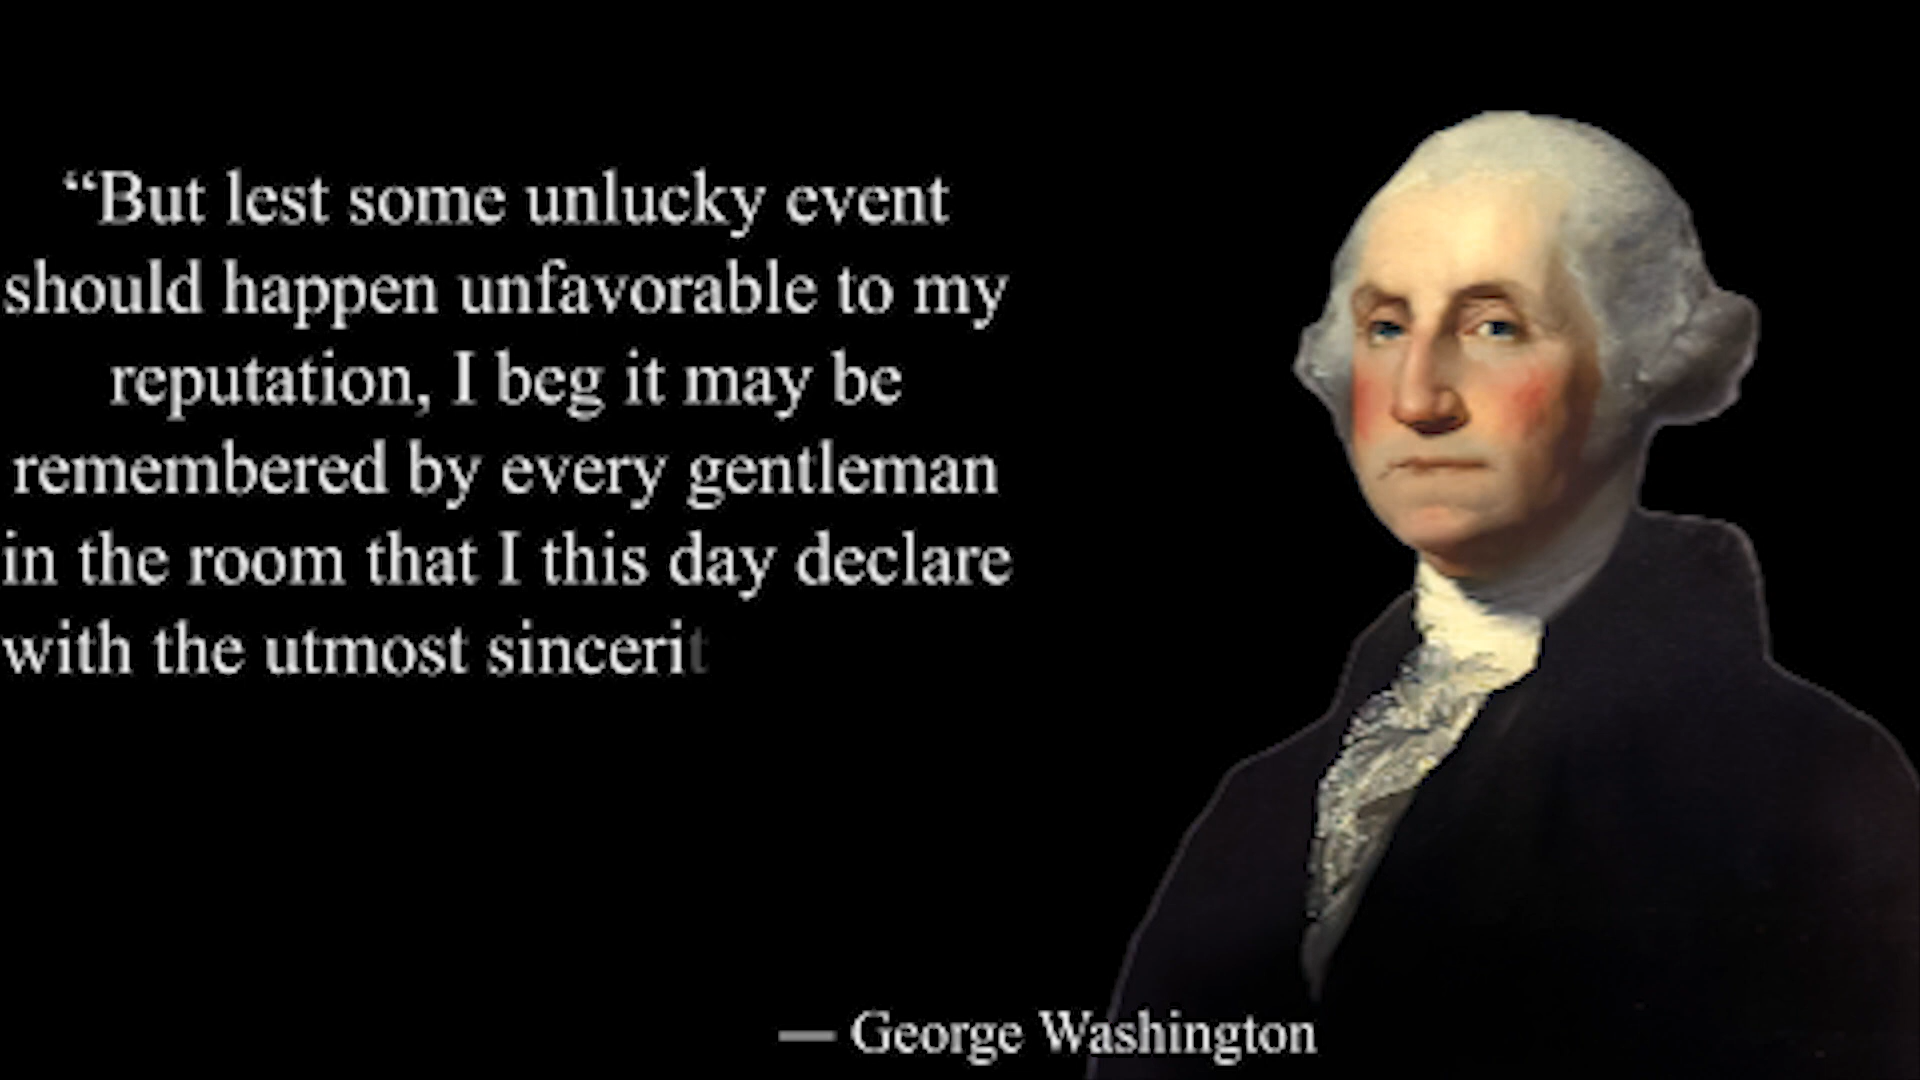 “But lest some unlucky event
should happen unfavorable to my
reputation, I beg it may be
remembered by every gentleman
in the room that I this day declare
with the utmost sincerit
— George Washington